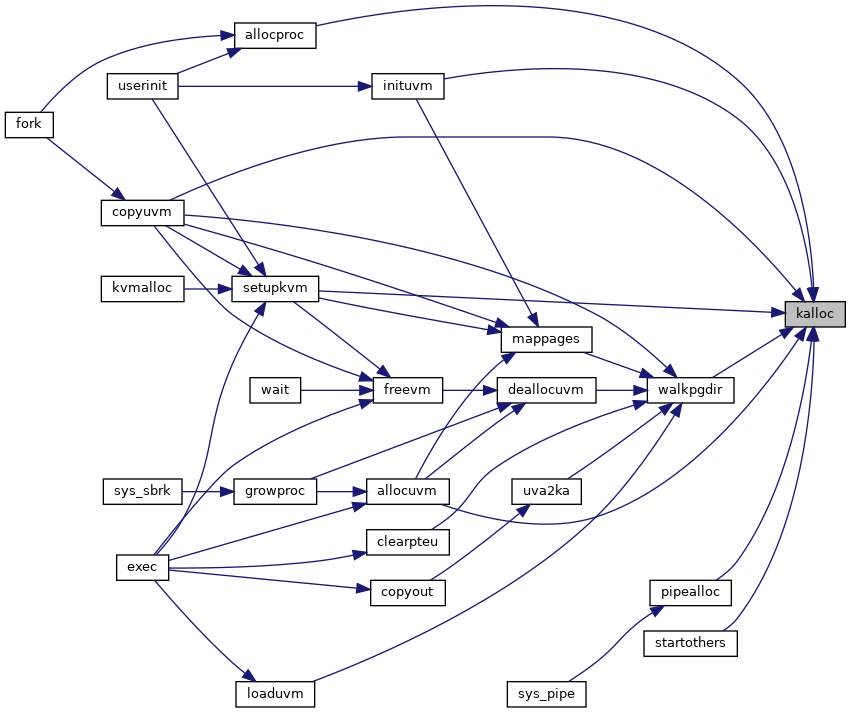 allocproc
userinit
inituvm
fork
copyuvm
kvmalloc
setupkvm
kalloc
mappages
wait
freevm
deallocuvm
walkpgdir
sys_sbrk
growproc
allocuvm
uva2ka
clearpteu
exec
copyout
pipealloc
startothers
loaduvm
sys_pipe